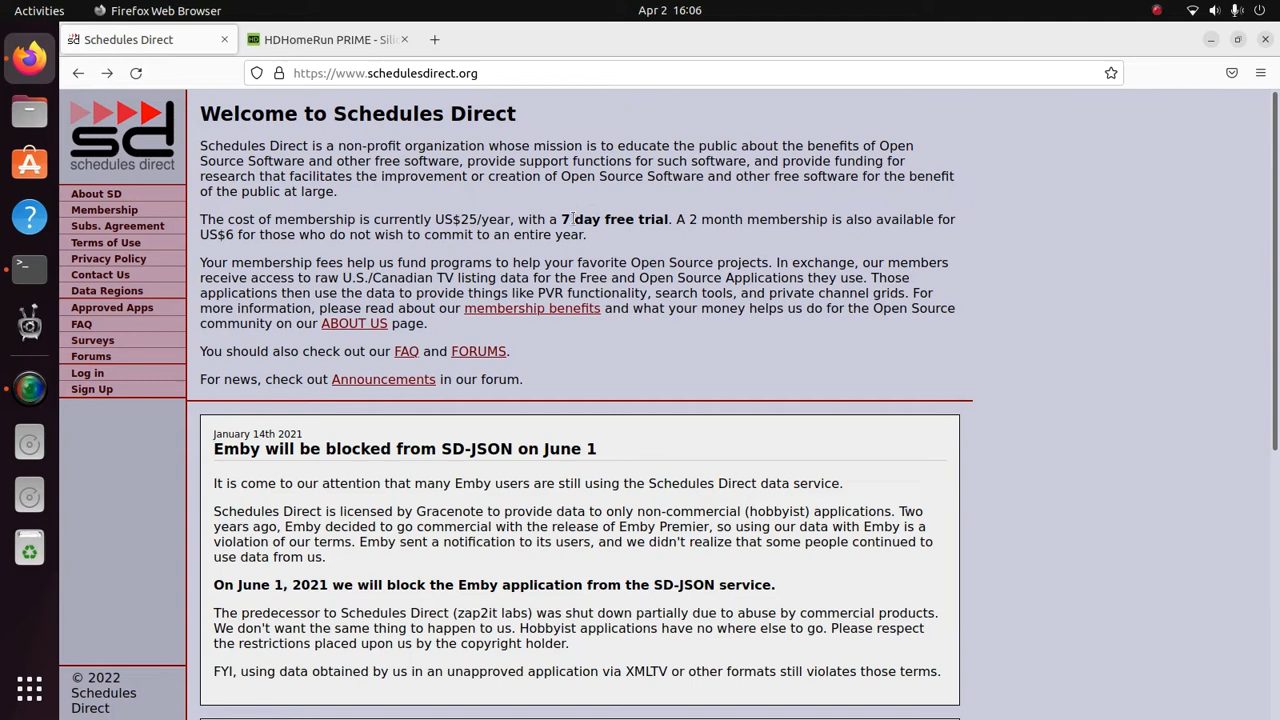 Activities
Firefox Web Browser
Apr 2 16:06
Schedules Direct
HDHomeRun PRIME - Sili
https://www.schedulesdirect.org
sd
schedules direct
About SD
Membership
Subs. Agreement
Terms of Use
Privacy Policy
Contact Us
Data Regions
Approved Apps
FAQ
Surveys
Forums
Log in
Sign Up
© 2022
Schedules
Direct
Welcome to Schedules Direct
Schedules Direct is a non-profit organization whose mission is to educate the public about the benefits of Open
Source Software and other free software, provide support functions for such software, and provide funding for
research that facilitates the improvement or creation of Open Source Software and other free software for the benefit
of the public at large.
The cost of membership is currently US$25/year, with a 7 day free trial. A 2 month membership is also available for
US$6 for those who do not wish to commit to an entire year.
Your membership fees help us fund programs to help your favorite Open Source projects. In exchange, our members
receive access to raw U.S./Canadian TV listing data for the Free and Open Source Applications they use. Those
applications then use the data to provide things like PVR functionality, search tools, and private channel grids. For
more information, please read about our membership benefits and what your money helps us do for the Open Source
community on our ABOUT US page.
You should also check out our FAQ and FORUMS.
For news, check out Announcements in our forum.
January 14th 2021
Emby will be blocked from SD-JSON on June 1
It is come to our attention that many Emby users are still using the Schedules Direct data service.
Schedules Direct is licensed by Gracenote to provide data to only non-commercial (hobbyist) applications. Two
years ago, Emby decided to go commercial with the release of Emby Premier, so using our data with Emby is a
violation of our terms. Emby sent a notification to its users, and we didn't realize that some people continued to
use data from us.
On June 1, 2021 we will block the Emby application from the SD-JSON service.
The predecessor to Schedules Direct (zap2it labs) was shut down partially due to abuse by commercial products.
We don't want the same thing to happen to us. Hobbyist applications have no where else to go. Please respect
the restrictions placed upon us by the copyright holder.
FYI, using data obtained by us in an unapproved application via XMLTV or other formats still violates those terms.